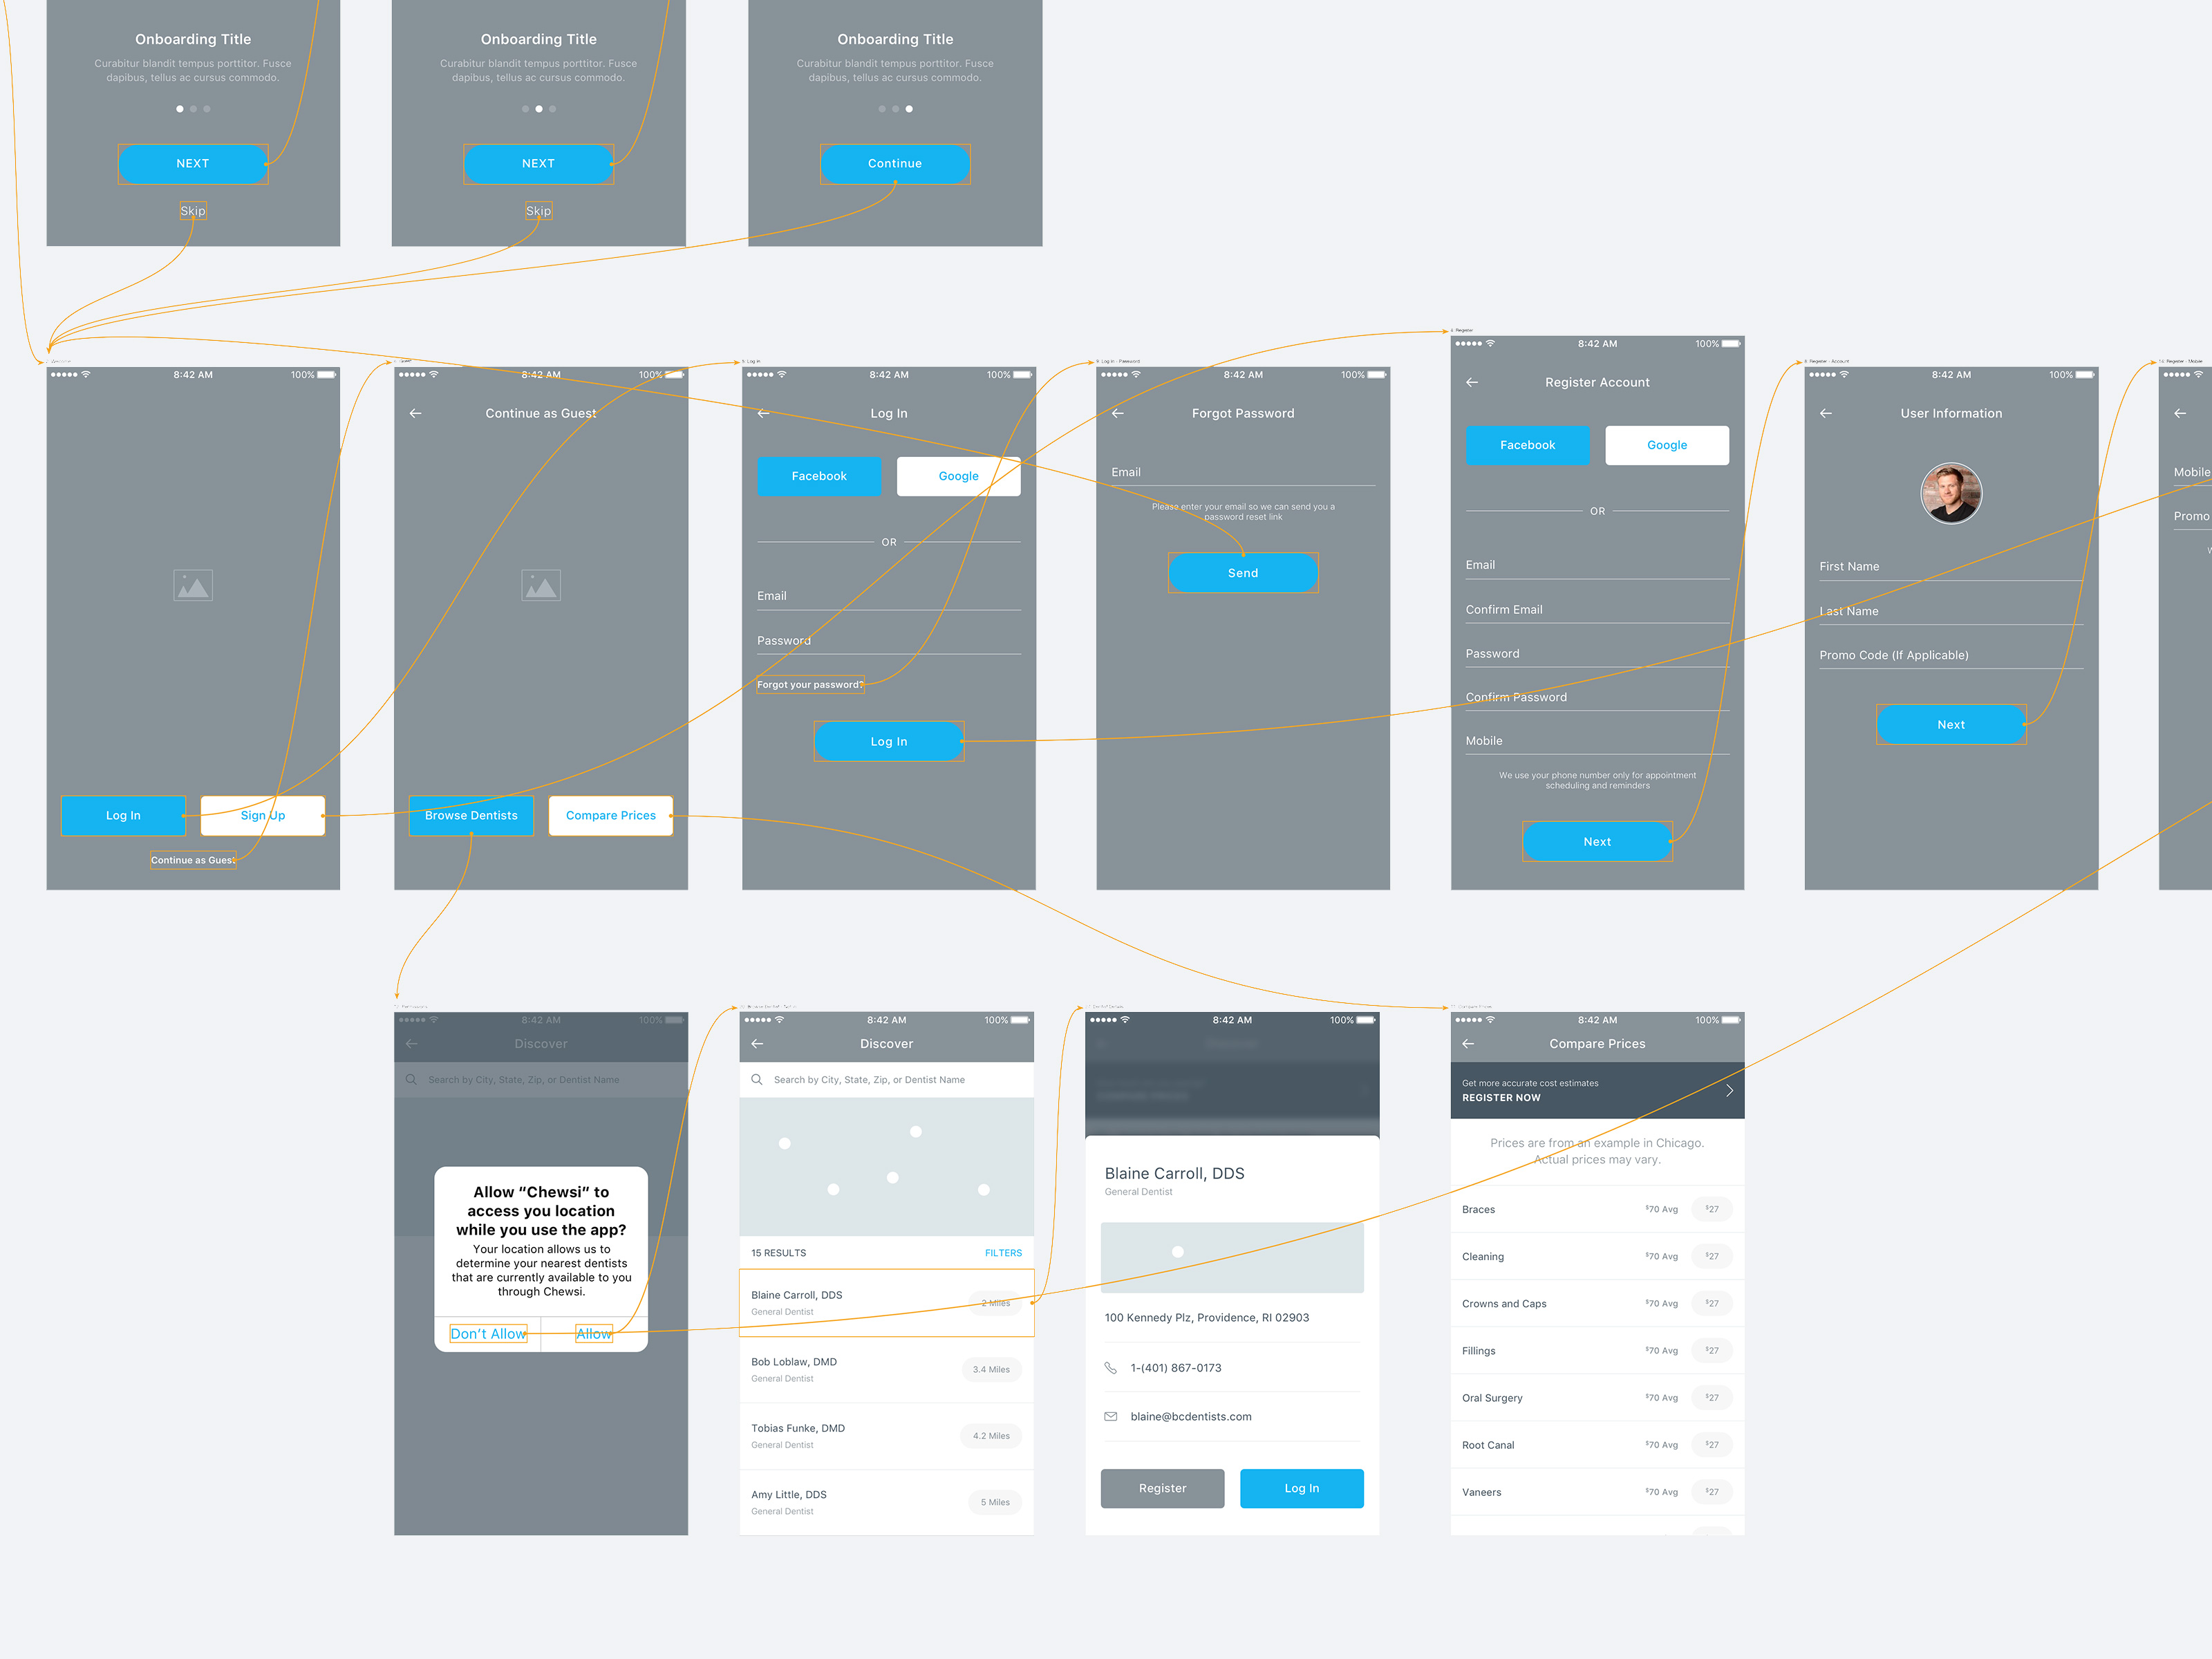 Onboarding Title
Curabitur blandit tempus porttitor. Fusce
dapibus, tellus ac cursus commodo.
NEXT
Skip
Onboarding Title
Curabitur blandit tempus porttitor. Fusce
dapibus, tellus ac cursus commodo.
NEXT
Skip
Onboarding Title
Curabitur blandit tempus porttitor. Fusce
dapibus, tellus ac cursus commodo.
Continue
8:42 AM
100%
Log In
Sign Up
Continue as Guest
8:42 AM
100%
Continue as Guest
Browse Dentists
Compare Prices
8:42 AM
100%
Log In
Facebook
Google
OR
Email
Password
Forgot your password?
Log In
8:42 AM
100%
Forgot Password
Email
Please enter your email so we can send you a
password reset link
Send
8:42 AM
100%
Register Account
Facebook
Google
OR
Email
Confirm Email
Password
Confirm Password
Mobile
We use your phone number only for appointment
scheduling and reminders
Next
8:42 AM
100%
User Information
First Name
Last Name
Promo Code (If Applicable)
Next
Mobile
Promo
8:42 AM
100%
Discover
Search by City, State, Zip, or Dentist Name
Allow “Chewsi” to
access you location
while you use the app?
Your location allows us to
determine your nearest dentists
that are currently available to you
through Chewsi.
Don’t Allow
Allow
8:42 AM
100%
Discover
Search by City, State, Zip, or Dentist Name
15 RESULTS
FILTERS
Blaine Carroll, DDS
General Dentist
2 Miles
Bob Loblaw, DMD
General Dentist
3.4 Miles
Tobias Funke, DMD
General Dentist
4.2 Miles
Amy Little, DDS
General Dentist
5 Miles
8:42 AM
100%
Blaine Carroll, DDS
General Dentist
100 Kennedy Plz, Providence, RI 02903
1-(401) 867-0173
blaine@bcdentists.com
Register
Log In
8:42 AM
100%
Compare Prices
Get more accurate cost estimates
REGISTER NOW
Prices are from an example in Chicago.
Actual prices may vary.
Braces
$70 Avg
$27
Cleaning
$70 Avg
$27
Crowns and Caps
$70 Avg
$27
Fillings
$70 Avg
$27
Oral Surgery
$70 Avg
$27
Root Canal
$70 Avg
$27
Vaneers
$70 Avg
$27